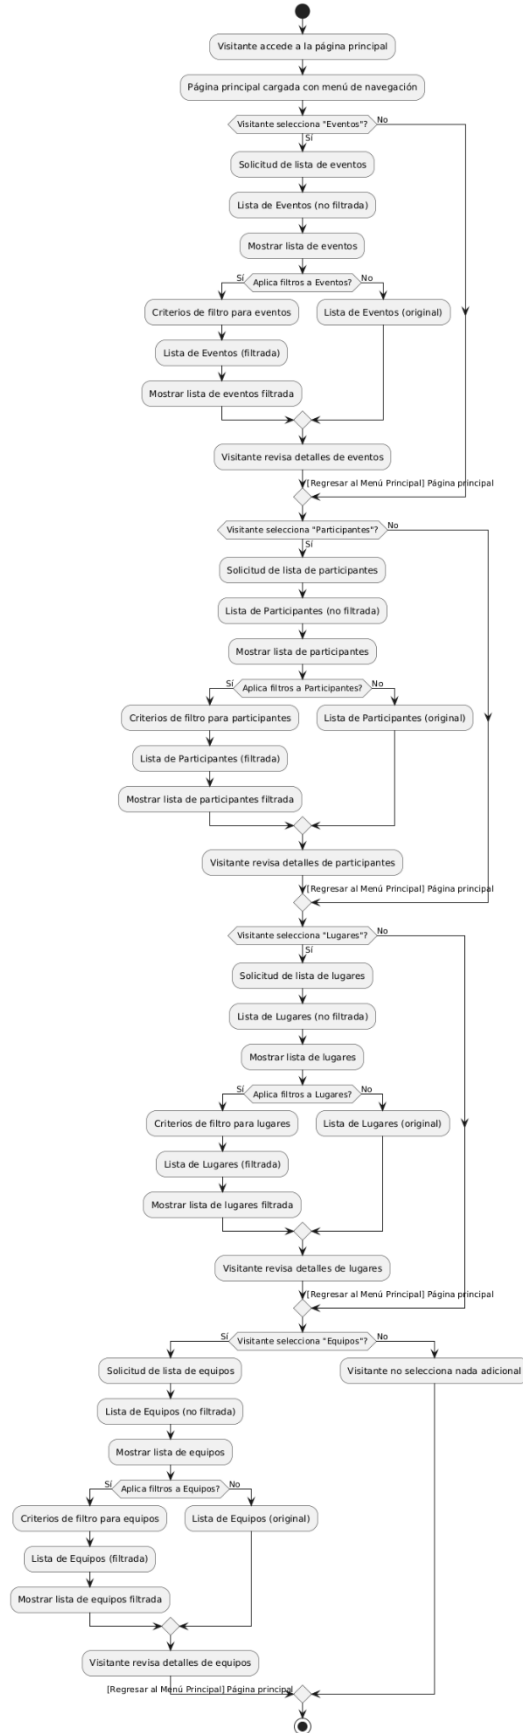 Visitante accede a la página principal
Página principal cargada con menú de navegación
Visitante selecciona "Eventos"?
No
Sí
Solicitud de lista de eventos
Lista de Eventos (no filtrada)
Mostrar lista de eventos
Sí
Aplica filtros a Eventos?
No
Criterios de filtro para eventos
Lista de Eventos (original)
Lista de Eventos (filtrada)
Mostrar lista de eventos filtrada
Visitante revisa detalles de eventos
[Regresar al Menú Principal] Página principal
Visitante selecciona "Participantes"?
No
Sí
Solicitud de lista de participantes
Lista de Participantes (no filtrada)
Mostrar lista de participantes
Sí
Aplica filtros a Participantes?
No
Criterios de filtro para participantes
Lista de Participantes (original)
Lista de Participantes (filtrada)
Mostrar lista de participantes filtrada
Visitante revisa detalles de participantes
[Regresar al Menú Principal] Página principal
Visitante selecciona "Lugares"?
No
Sí
Solicitud de lista de lugares
Lista de Lugares (no filtrada)
Mostrar lista de lugares
Sí
Aplica filtros a Lugares?
No
Criterios de filtro para lugares
Lista de Lugares (original)
Lista de Lugares (filtrada)
Mostrar lista de lugares filtrada
Visitante revisa detalles de lugares
[Regresar al Menú Principal] Página principal
Sí
Visitante selecciona "Equipos"?
No
Solicitud de lista de equipos
Visitante no selecciona nada adicional
Lista de Equipos (no filtrada)
Mostrar lista de equipos
Sí
Aplica filtros a Equipos?
No
Criterios de filtro para equipos
Lista de Equipos (original)
Lista de Equipos (filtrada)
Mostrar lista de equipos filtrada
Visitante revisa detalles de equipos
[Regresar al Menú Principal] Página principal